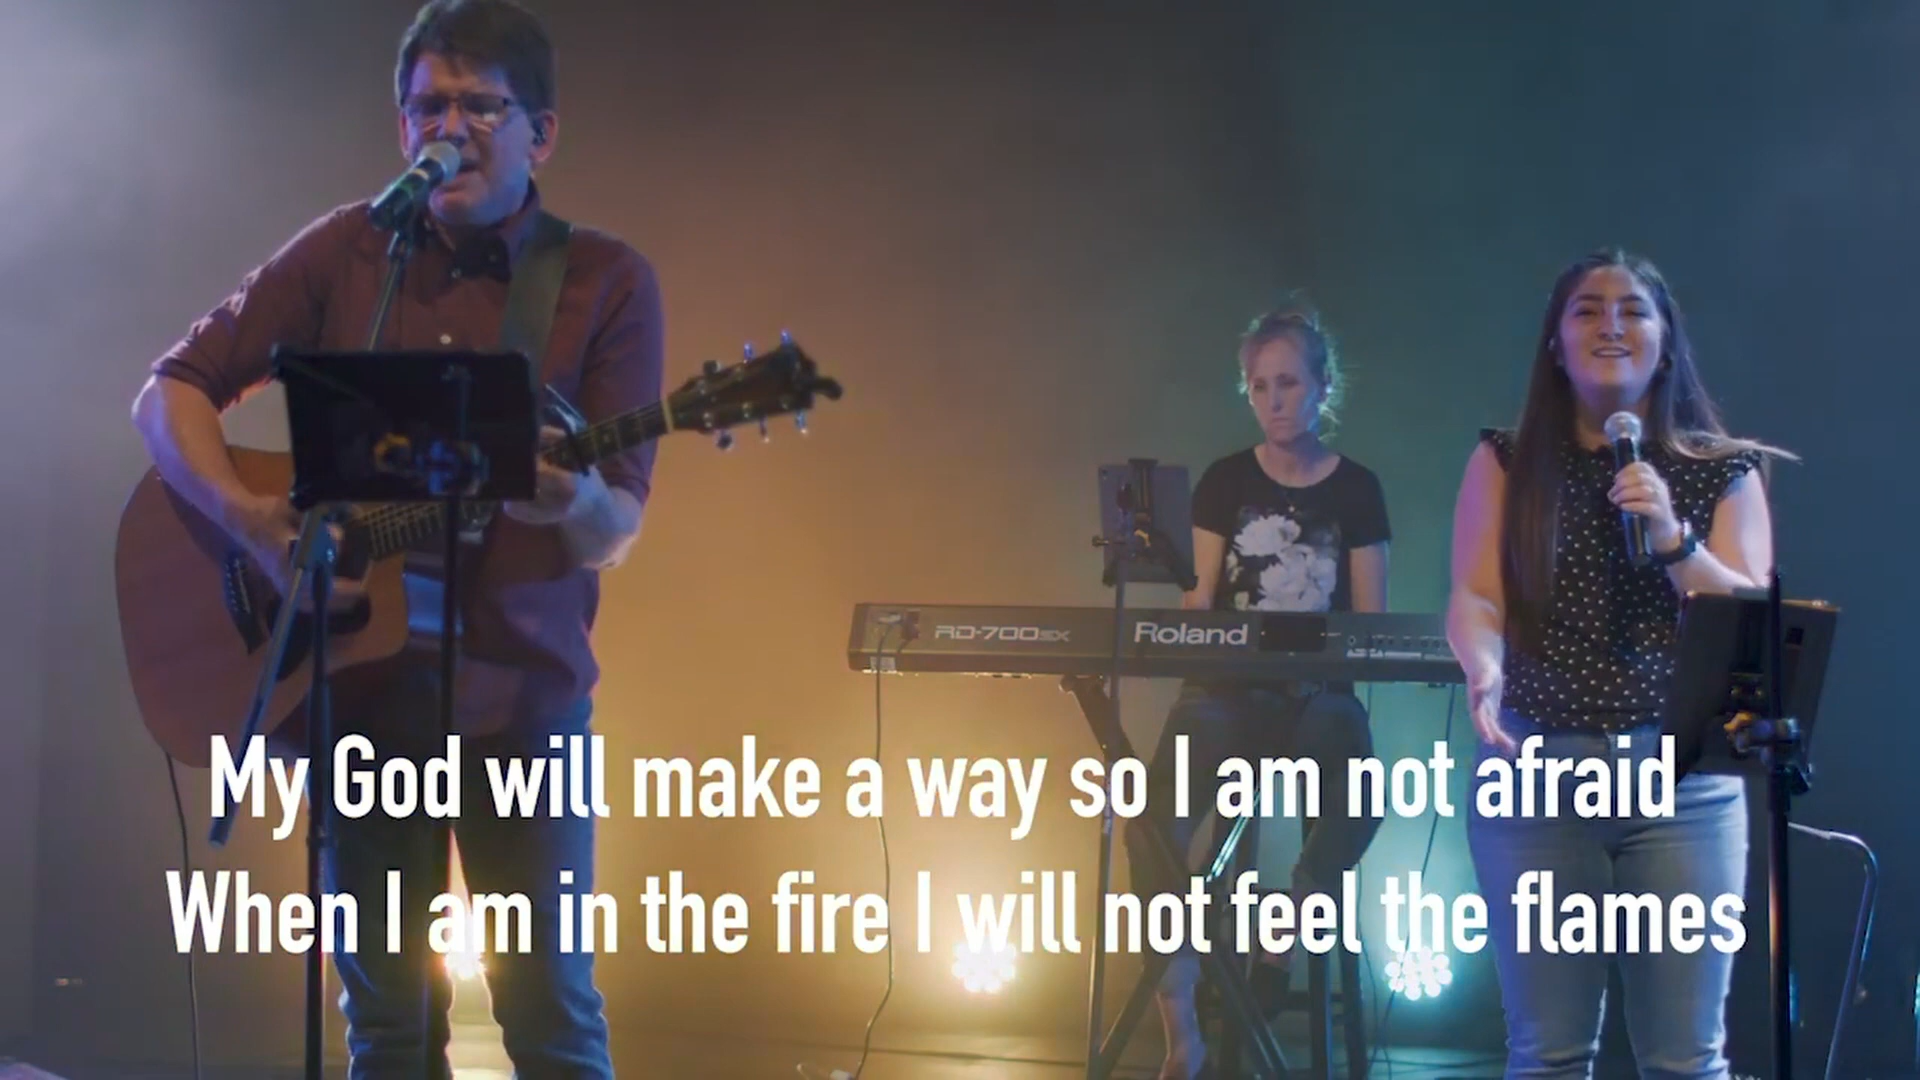 RD-700SX Roland
My God will make a way so I am not afraid
When I am in the fire I will not feel the flames